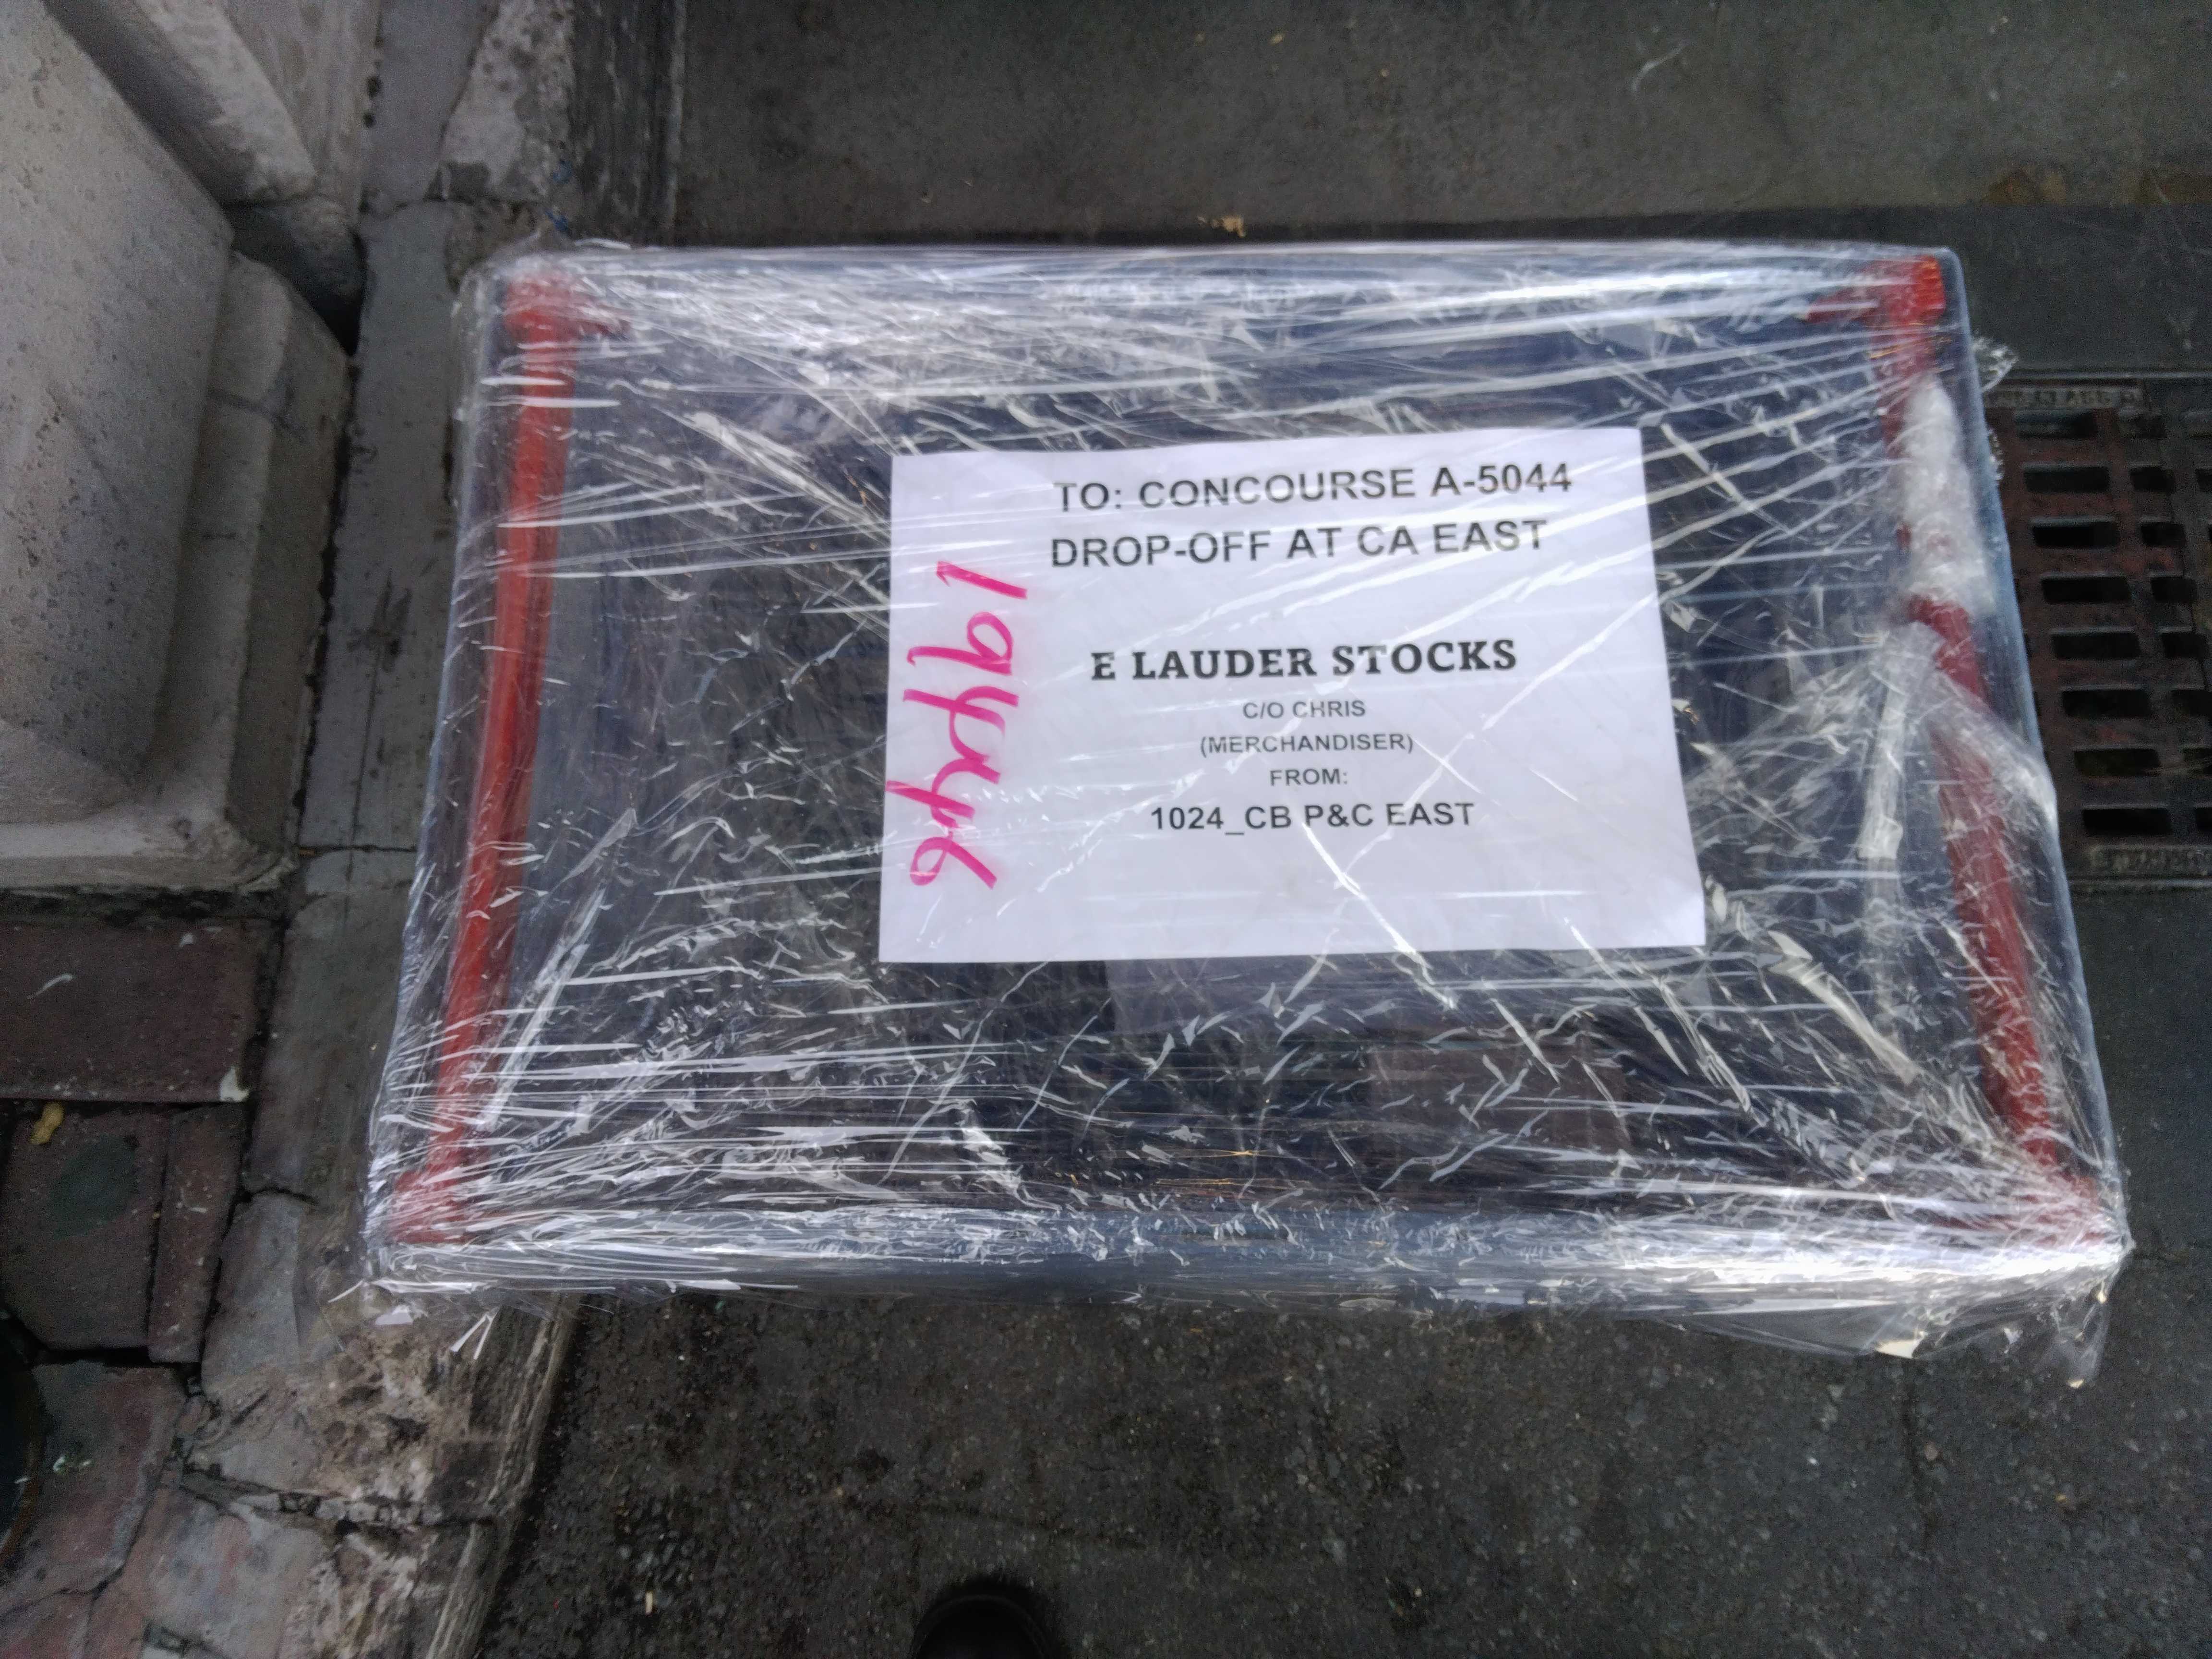 TO: CONCOURSE A-5044
DROP-OFF AT CA EAST
E LAUDER STOCKS
C/O CHRIS
(MERCHANDISER)
FROM:
1024_CB P&C EAST
19446